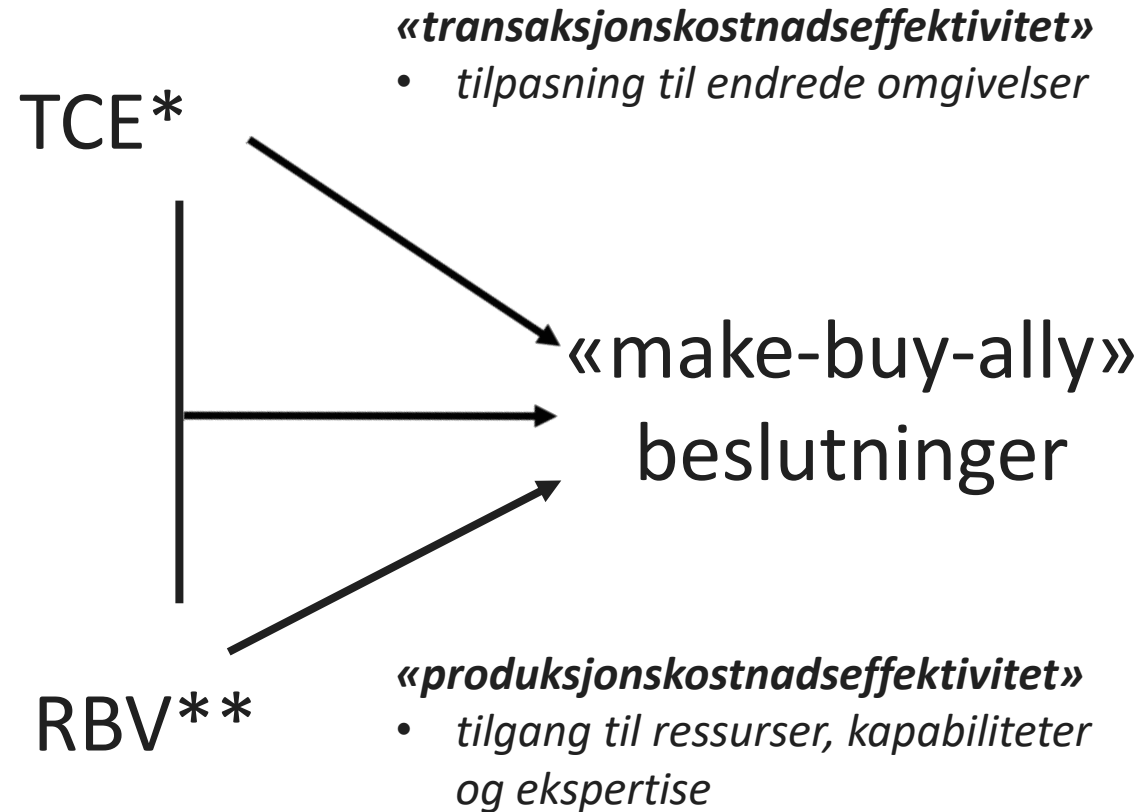 «transaksjonskostnadseffektivitet»
• tilpasning til endrede omgivelser
TCE*
«make-buy-ally»
beslutninger
«produksjonskostnadseffektivitet»
• tilgang til ressurser, kapabiliteter
og ekspertise
RBV**